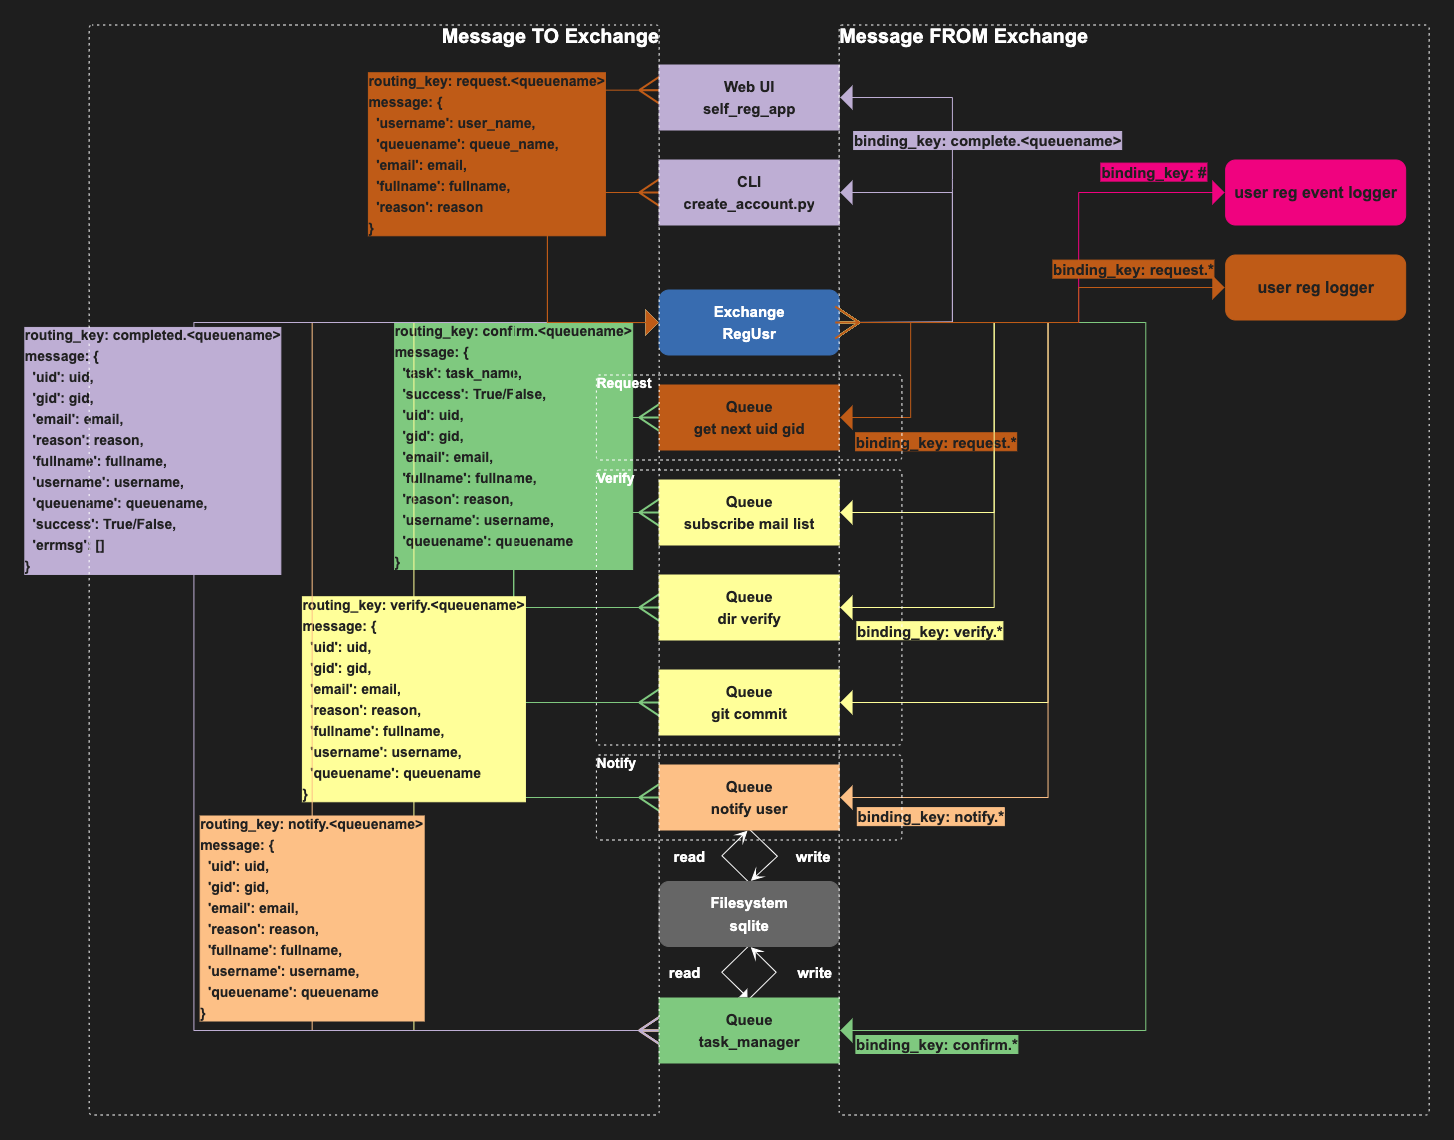 Message TO Exchange
Message FROM Exchange
routing_key: request.<queuename>
message: {
'username': user_name,
'queuename': queue_name,
'email': email,
'fullname': fullname,
'reason': reason
}
Web UI
self_reg_app
binding_key: complete.<queuename>
CLI
create_account.py
binding_key: #
user reg event logger
binding_key: request.*
user reg logger
Exchange
RegUsr
routing_key: completed.<queuename>
message: {
'uid': uid,
'gid': gid,
'email': email,
'reason': reason,
'fullname': fullname,
'username': username,
'queuename': queuename,
'success': True/False,
'errmsg': []
}
routing_key: confirm.<queuename>
message: {
'task': task_name,
'success': True/False,
'uid': uid,
'gid': gid,
'email': email,
'fullname': fullname,
'reason': reason,
'username': username,
'queuename': queuename
}
Request
Queue
get next uid gid
binding_key: request.*
Verify
Queue
subscribe mail list
Queue
dir verify
binding_key: verify.*
Queue
git commit
routing_key: verify.<queuename>
message: {
'uid': uid,
'gid': gid,
'email': email,
'reason': reason,
'fullname': fullname,
'username': username,
'queuename': queuename
}
Notify
Queue
notify user
binding_key: notify.*
routing_key: notify.<queuename>
message: {
'uid': uid,
'gid': gid,
'email': email,
'reason': reason,
'fullname': fullname,
'username': username,
'queuename': queuename
}
read
write
Filesystem
sqlite
read
write
Queue
task_manager
binding_key: confirm.*